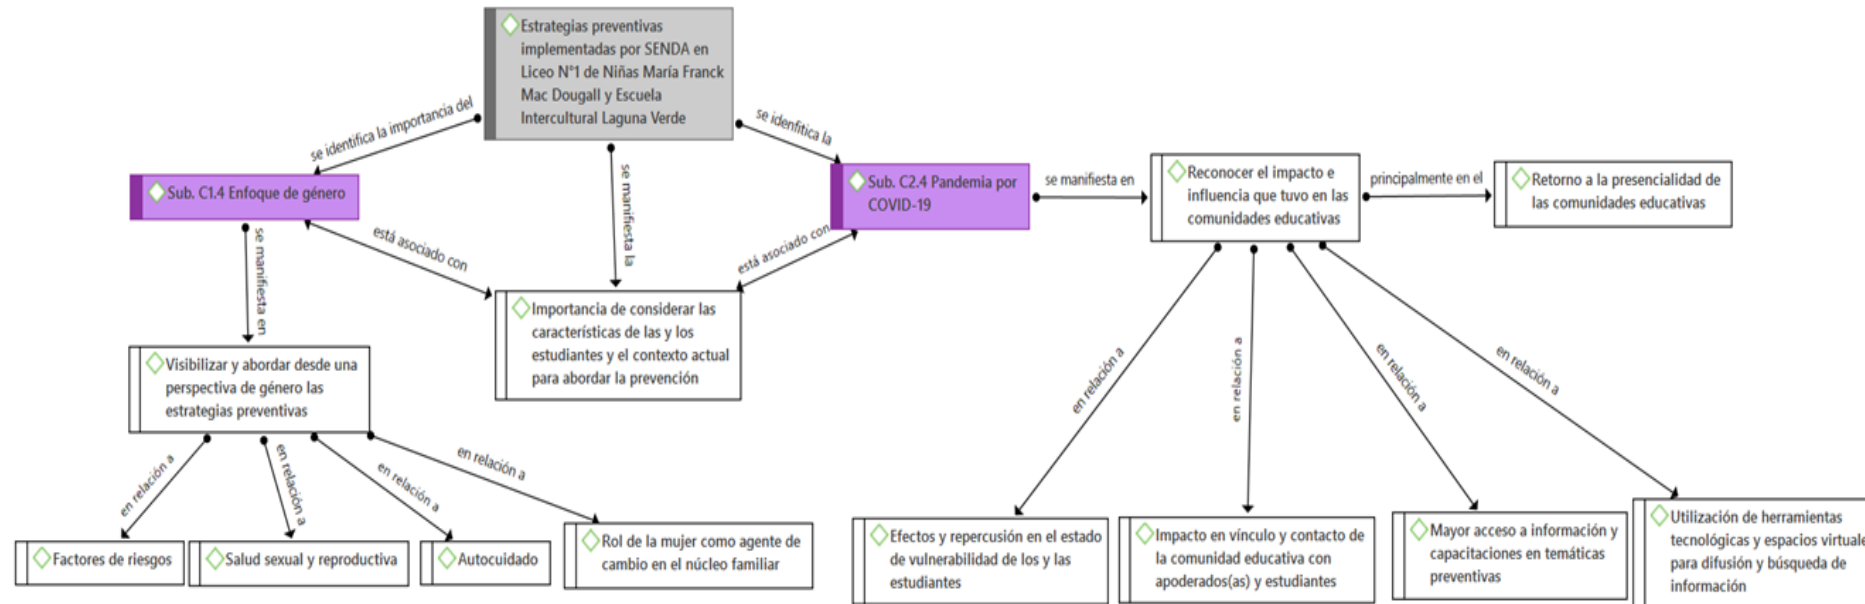 Estrategias preventivas
implementadas por SENDA en
Liceo N°1 de Niñas María Franck
Mac Dougall y Escuela
Intercultural Laguna Verde
se identifica la importancia del
se manifiesta la
se idenfitica la
Sub. C1.4 Enfoque de género
Sub. C2.4 Pandemia por
COVID-19
se manifiesta en
Reconocer el impacto e
influencia que tuvo en las
comunidades educativas
principalmente en el
Retorno a la presencialidad de
las comunidades educativas
se manifiesta en
está asociado con
está asociado con
Importancia de considerar las
características de las y los
estudiantes y el contexto actual
para abordar la prevención
Visibilizar y abordar desde una
perspectiva de género las
estrategias preventivas
en relación a
en relación a
en relación a
en relación a
en relación a
en relación a
en relación a
en relación a
Factores de riesgos
Salud sexual y reproductiva
Autocuidado
Rol de la mujer como agente de
cambio en el núcleo familiar
Efectos y repercusión en el estado
de vulnerabilidad de los y las
estudiantes
Impacto en vínculo y contacto de
la comunidad educativa con
apoderados(as) y estudiantes
Mayor acceso a información y
capacitaciones en temáticas
preventivas
Utilización de herramientas
tecnológicas y espacios virtuale
para difusión y búsqueda de
información